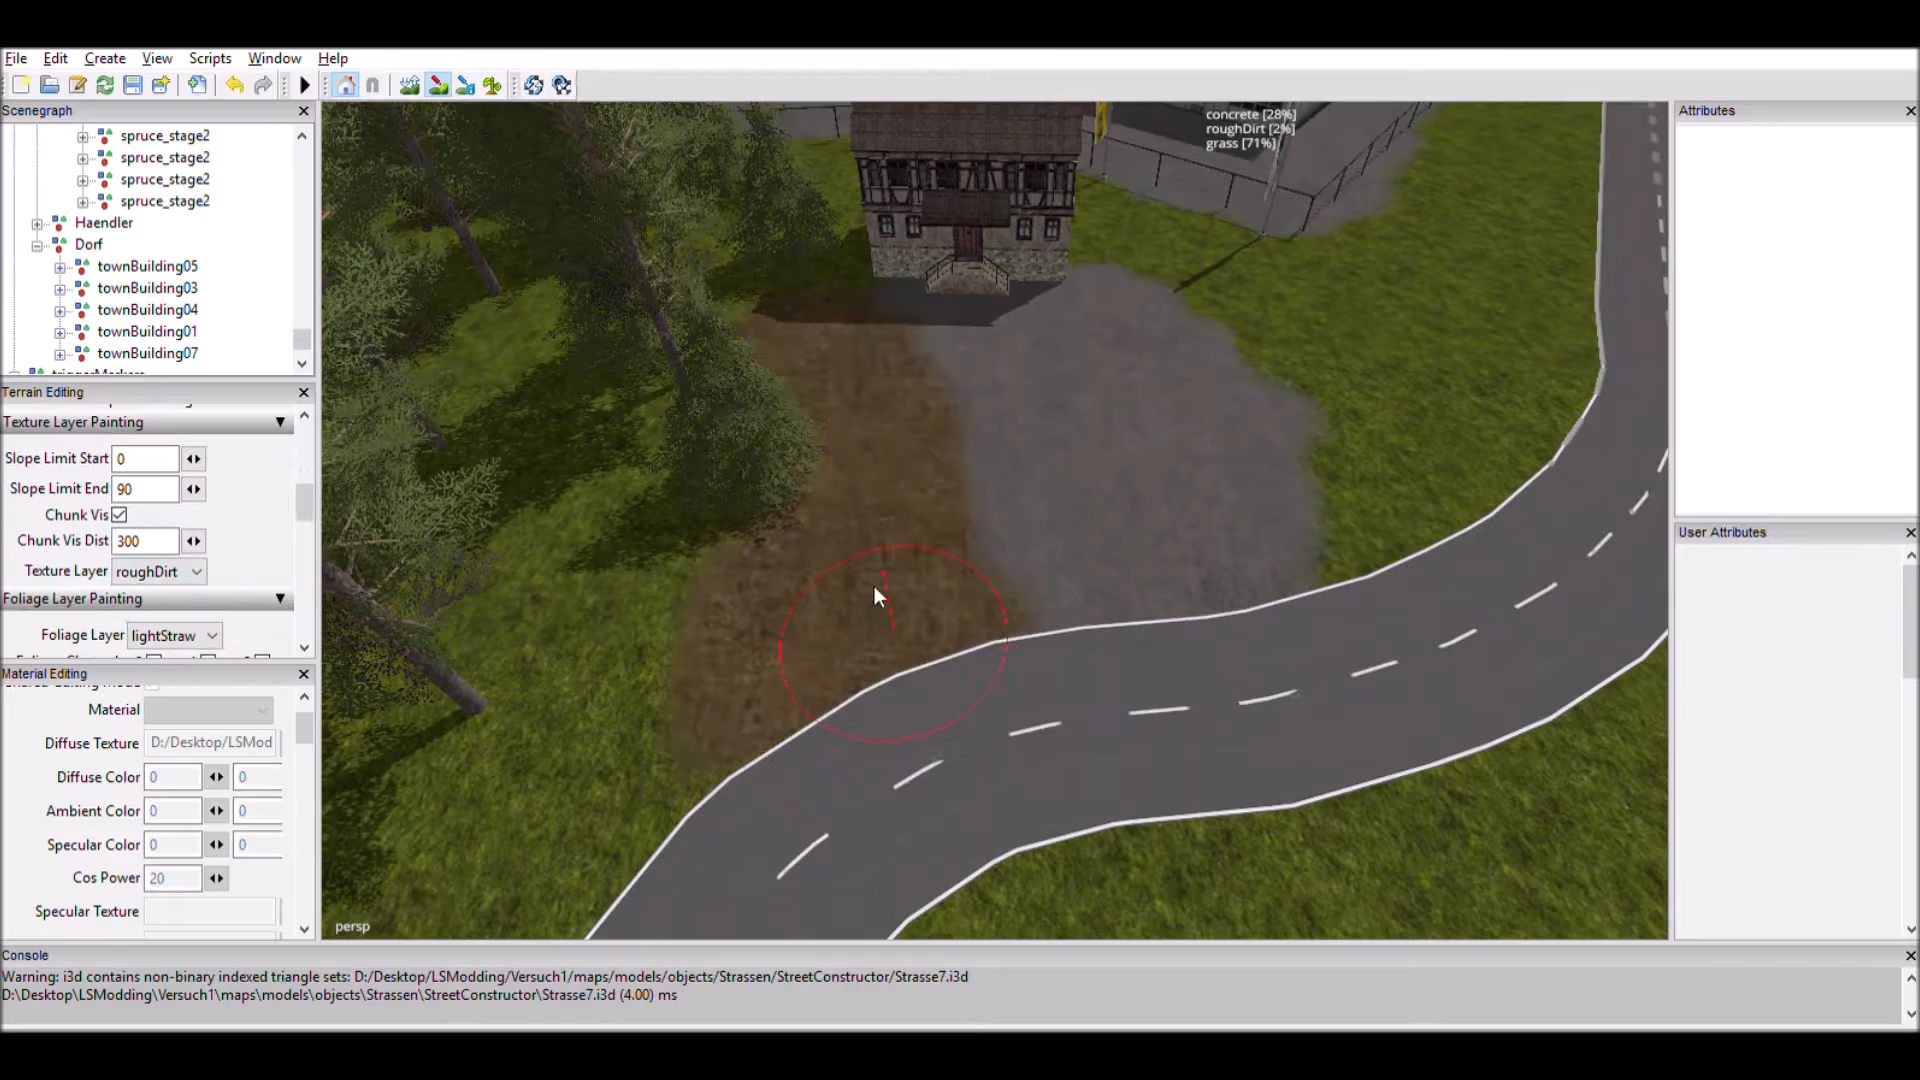 File Edit Create View Scripts Window Help
Scenegraph
spruce_stage2
spruce_stage2
spruce_stage2
spruce_stage2
Haendler
Dorf
townBuilding05
townBuilding03
townBuilding04
townBuilding01
townBuilding07
Terrain Editing
Texture Layer Painting
Slope Limit Start 0
Slope Limit End 90
Chunk Vis
Chunk Vis Dist 300
Texture Layer roughDirt
Foliage Layer Painting
Foliage Layer lightStraw
Material Editing
Material
Diffuse Texture D:/Desktop/LSMod
Diffuse Color 0 0
Ambient Color 0 0
Specular Color 0 0
Cos Power 20
Specular Texture
concrete [28%]
roughDirt [2%]
grass [71%]
persp
Attributes
User Attributes
Console
Warning: i3d contains non-binary indexed triangle sets: D:/Desktop/LSModding/Versuch1/maps/models/objects/Strassen/StreetConstructor/Strasse7.i3d
D:\Desktop\LSModding\Versuch1\maps\models\objects\Strassen\StreetConstructor\Strasse7.i3d (4.00) ms